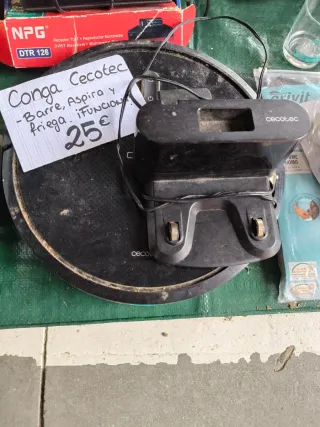 NPG
DTR 128
Conga Cecotec
- Barre, Aspira y
friega. ¡FUNCIONA!
25€
cecotec
cecotec